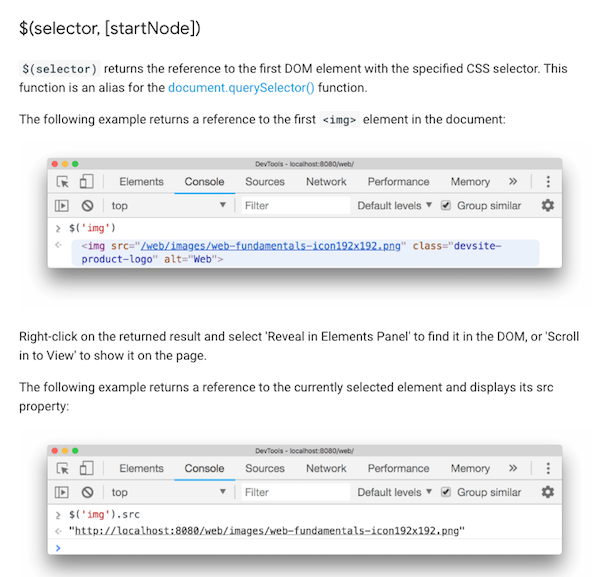 $(selector, [startNode])
$(selector) returns the reference to the first DOM element with the specified CSS selector. This
function is an alias for the document.querySelector() function.
The following example returns a reference to the first <img> element in the document:
DevTools - localhost:8080/web/
Elements Console Sources Network Performance Memory »
top ▼ Filter Default levels ▼ Group similar
> $('img')
<img src="/web/images/web-fundamentals-icon192x192.png" class="devsite-
product-logo" alt="Web">
Right-click on the returned result and select 'Reveal in Elements Panel' to find it in the DOM, or 'Scroll
in to View' to show it on the page.
The following example returns a reference to the currently selected element and displays its src
property:
DevTools - localhost:8080/web/
Elements Console Sources Network Performance Memory »
top ▼ Filter Default levels ▼ Group similar
> $('img').src
"http://localhost:8080/web/images/web-fundamentals-icon192x192.png"
>